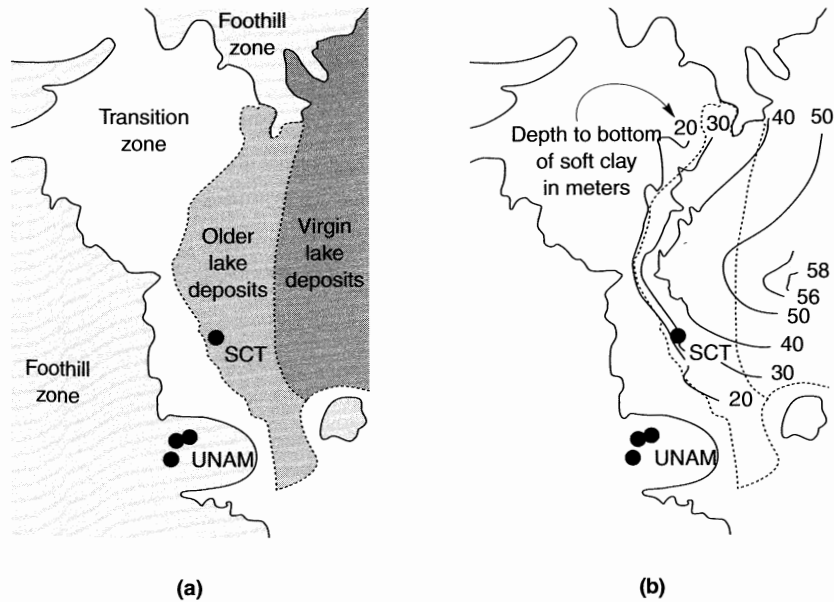 Foothill
zone
Transition
zone
Older
lake
deposits
Virgin
lake
deposits
SCT
Foothill
zone
UNAM
(a)
20
30
40
50
Depth to bottom
of soft clay
in meters
58
56
50
SCT
40
30
20
UNAM
(b)